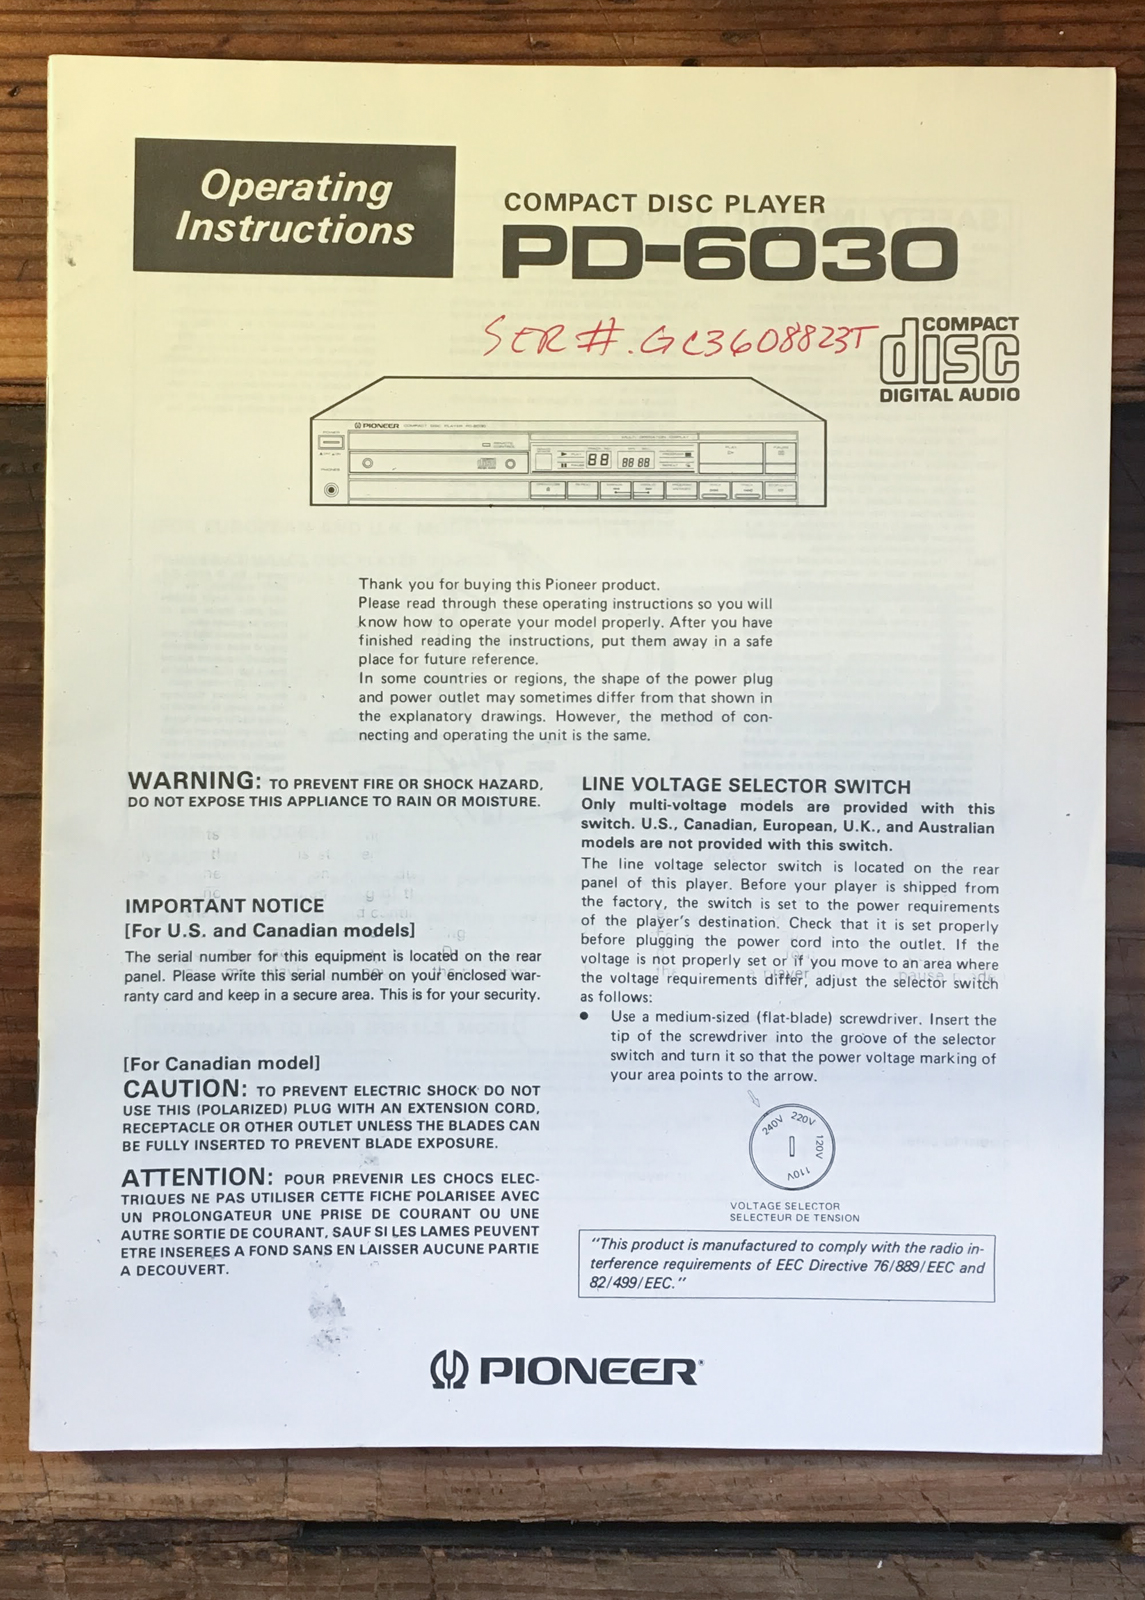 Operating
Instructions
COMPACT DISC PLAYER
PD-6030
SER #. GC3608823T
COMPACT
disc
DIGITAL AUDIO
PIONEER COMPACT DISC PLAYER PD-6030
Thank you for buying this Pioneer product.
Please read through these operating instructions so you will
know how to operate your model properly. After you have
finished reading the instructions, put them away in a safe
place for future reference.
In some countries or regions, the shape of the power plug
and power outlet may sometimes differ from that shown in
the explanatory drawings. However, the method of con-
necting and operating the unit is the same.
WARNING: TO PREVENT FIRE OR SHOCK HAZARD,
DO NOT EXPOSE THIS APPLIANCE TO RAIN OR MOISTURE.
IMPORTANT NOTICE
[For U.S. and Canadian models]
The serial number for this equipment is located on the rear
panel. Please write this serial number on your enclosed war-
ranty card and keep in a secure area. This is for your security.
[For Canadian model]
CAUTION: TO PREVENT ELECTRIC SHOCK DO NOT
USE THIS (POLARIZED) PLUG WITH AN EXTENSION CORD,
RECEPTACLE OR OTHER OUTLET UNLESS THE BLADES CAN
BE FULLY INSERTED TO PREVENT BLADE EXPOSURE.
ATTENTION: POUR PREVENIR LES CHOCS ELEC-
TRIQUES NE PAS UTILISER CETTE FICHE POLARISEE AVEC
UN PROLONGATEUR UNE PRISE DE COURANT OU UNE
AUTRE SORTIE DE COURANT, SAUF SI LES LAMES PEUVENT
ETRE INSEREES A FOND SANS EN LAISSER AUCUNE PARTIE
A DECOUVERT.
LINE VOLTAGE SELECTOR SWITCH
Only multi-voltage models are provided with this
switch. U.S., Canadian, European, U.K., and Australian
models are not provided with this switch.
The line voltage selector switch is located on the rear
panel of this player. Before your player is shipped from
the factory, the switch is set to the power requirements
of the player's destination. Check that it is set properly
before plugging the power cord into the outlet. If the
voltage is not properly set or if you move to an area where
the voltage requirements differ, adjust the selector switch
as follows:
● Use a medium-sized (flat-blade) screwdriver. Insert the
tip of the screwdriver into the groove of the selector
switch and turn it so that the power voltage marking of
your area points to the arrow.
240V 220V 120V 110V
VOLTAGE SELECTOR
SELECTEUR DE TENSION
"This product is manufactured to comply with the radio in-
terference requirements of EEC Directive 76/889/EEC and
82/499/EEC."
PIONEER®